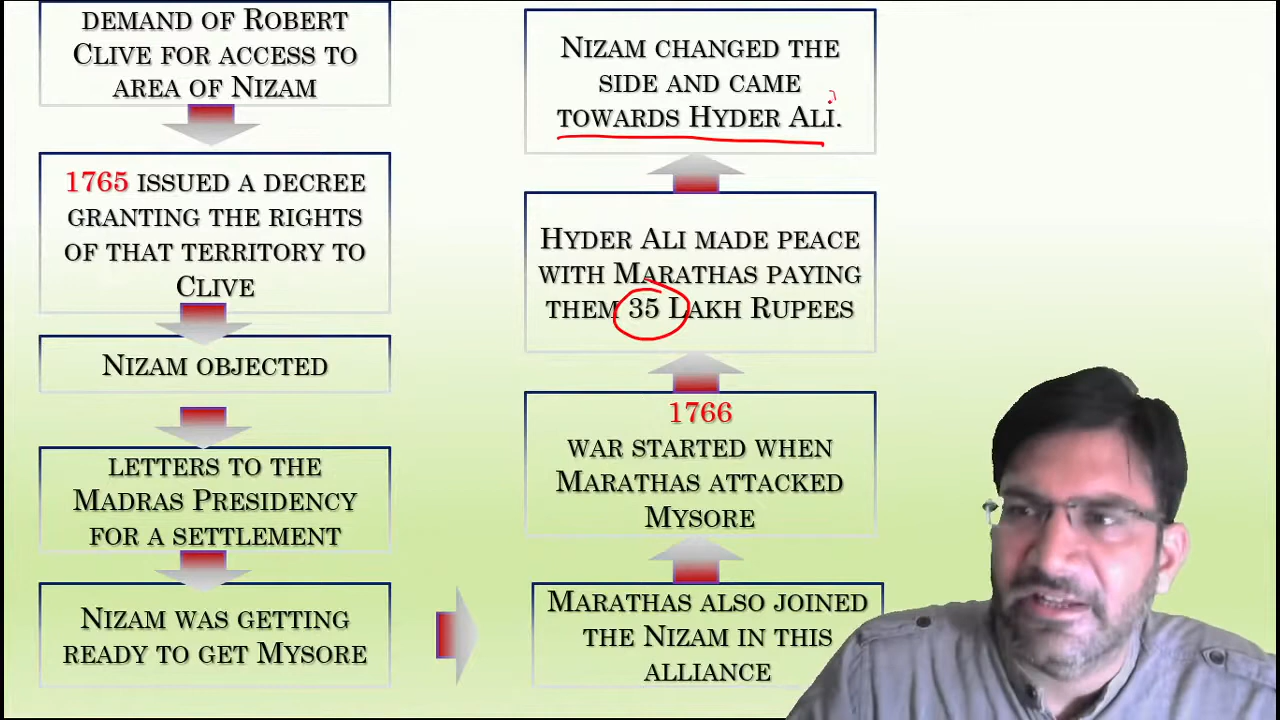 DEMAND OF ROBERT
CLIVE FOR ACCESS TO
AREA OF NIZAM
1765 ISSUED A DECREE
GRANTING THE RIGHTS
OF THAT TERRITORY TO
CLIVE
NIZAM OBJECTED
LETTERS TO THE
MADRAS PRESIDENCY
FOR A SETTLEMENT
NIZAM WAS GETTING
READY TO GET MYSORE
MARATHAS ALSO JOINED
THE NIZAM IN THIS
ALLIANCE
1766
WAR STARTED WHEN
MARATHAS ATTACKED
MYSORE
HYDER ALI MADE PEACE
WITH MARATHAS PAYING
THEM 35 LAKH RUPEES
NIZAM CHANGED THE
SIDE AND CAME
TOWARDS HYDER ALI.